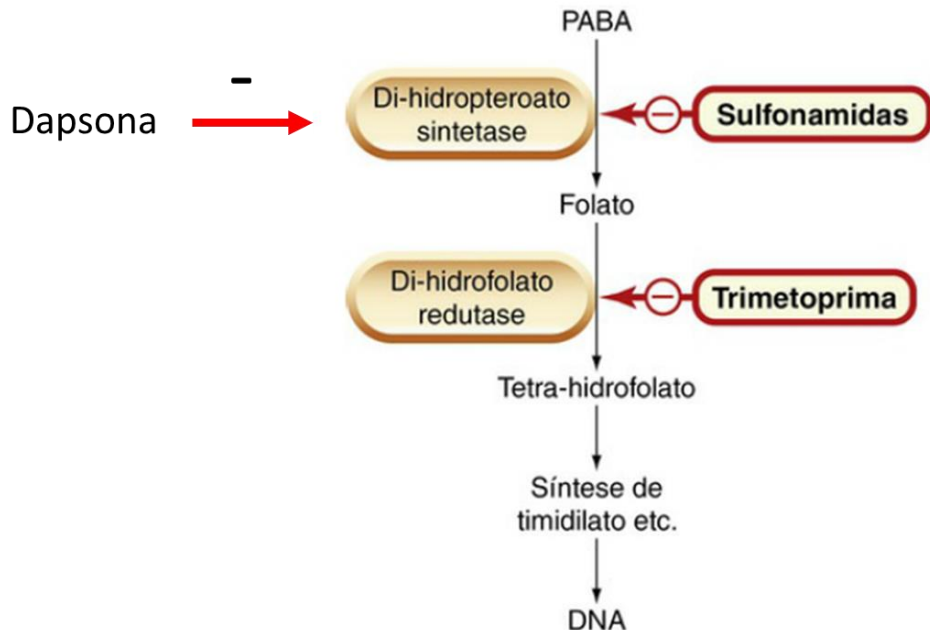 PABA
–
Dapsona
Di-hidropteroato
sintetase
–
Sulfonamidas
Folato
Di-hidrofolato
redutase
–
Trimetoprima
Tetra-hidrofolato
Síntese de
timidilato etc.
DNA